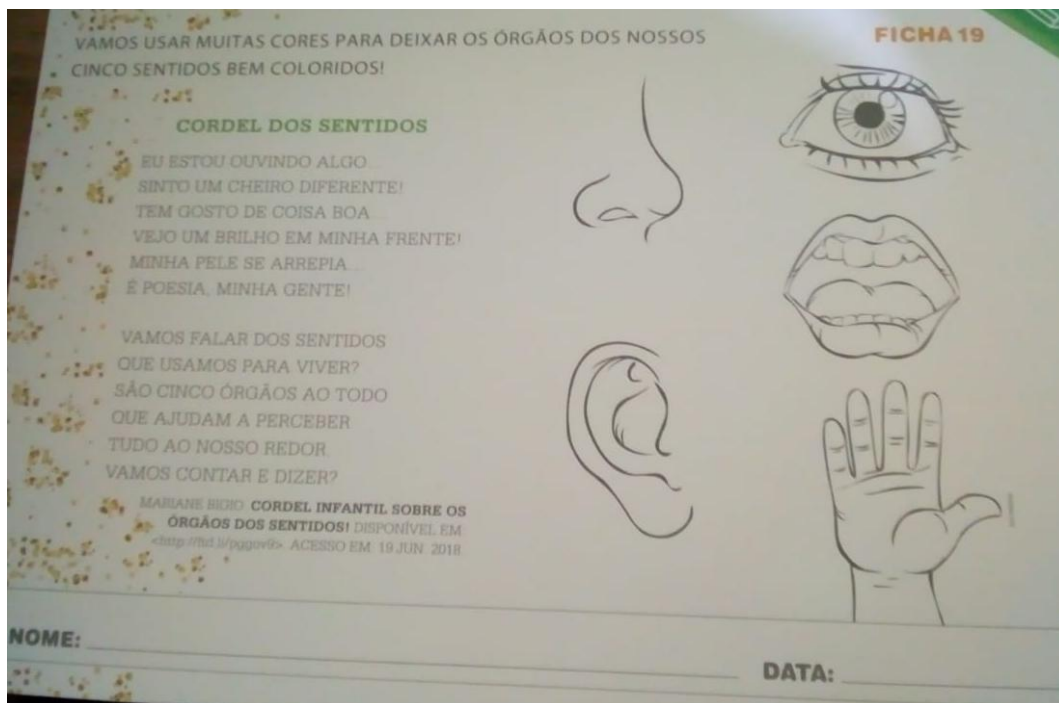 VAMOS USAR MUITAS CORES PARA DEIXAR OS ÓRGÃOS DOS NOSSOS
CINCO SENTIDOS BEM COLORIDOS!
FICHA 19
CORDEL DOS SENTIDOS
EU ESTOU OUVINDO ALGO...
SINTO UM CHEIRO DIFERENTE!
TEM GOSTO DE COISA BOA...
VEJO UM BRILHO EM MINHA FRENTE!
MINHA PELE SE ARREPIA...
É POESIA, MINHA GENTE!
VAMOS FALAR DOS SENTIDOS
QUE USAMOS PARA VIVER?
SÃO CINCO ÓRGÃOS AO TODO
QUE AJUDAM A PERCEBER
TUDO AO NOSSO REDOR.
VAMOS CONTAR E DIZER?
MARIANE BIGIO. CORDEL INFANTIL SOBRE OS
ÓRGÃOS DOS SENTIDOS! DISPONÍVEL EM:
ACESSO EM: 19 JUN. 2018.
NOME:
DATA: